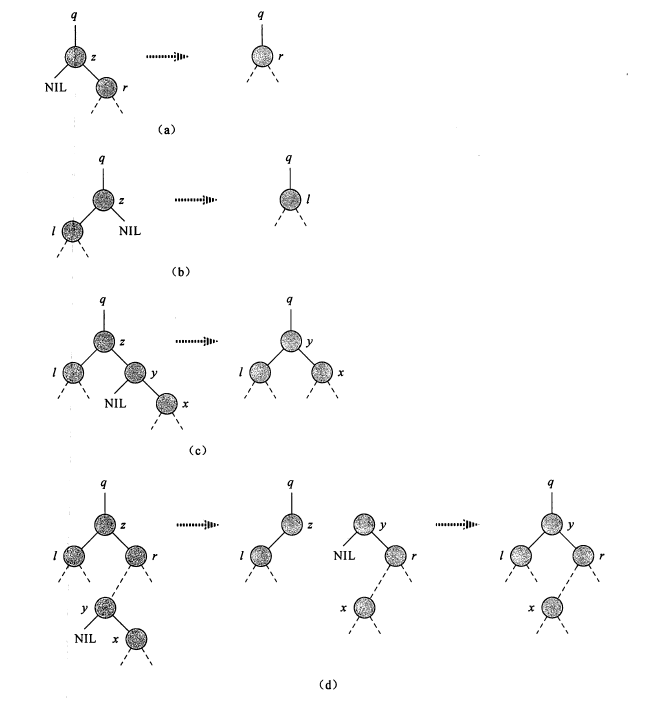 q q
z r
NIL r
(a)
q q
z l
l NIL
(b)
q q
z y
l y l x
NIL x
(c)
q q q
z z y y
l r l NIL r l r
y x x
NIL x
(d)